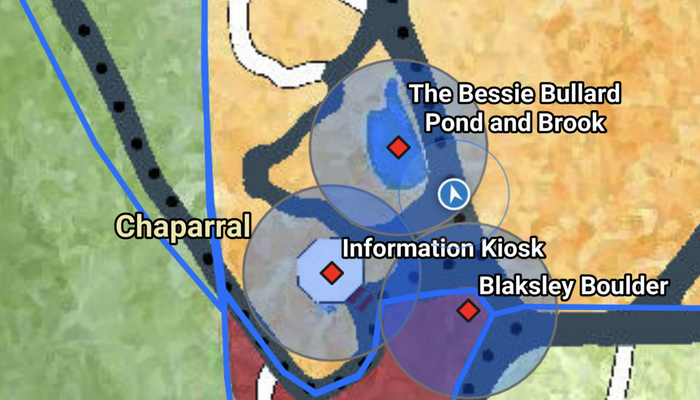 The Bessie Bullard
Pond and Brook
Chaparral
Information Kiosk
Blaksley Boulder